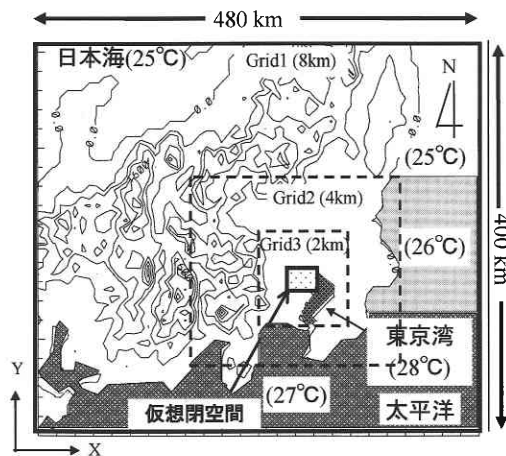 480 km
日本海(25℃)
Grid1 (8km)
N
(25℃)
Grid2 (4km)
400 km
(26℃)
Grid3 (2km)
東京湾
(28℃)
Y
(27℃)
仮想閉空間
太平洋
X